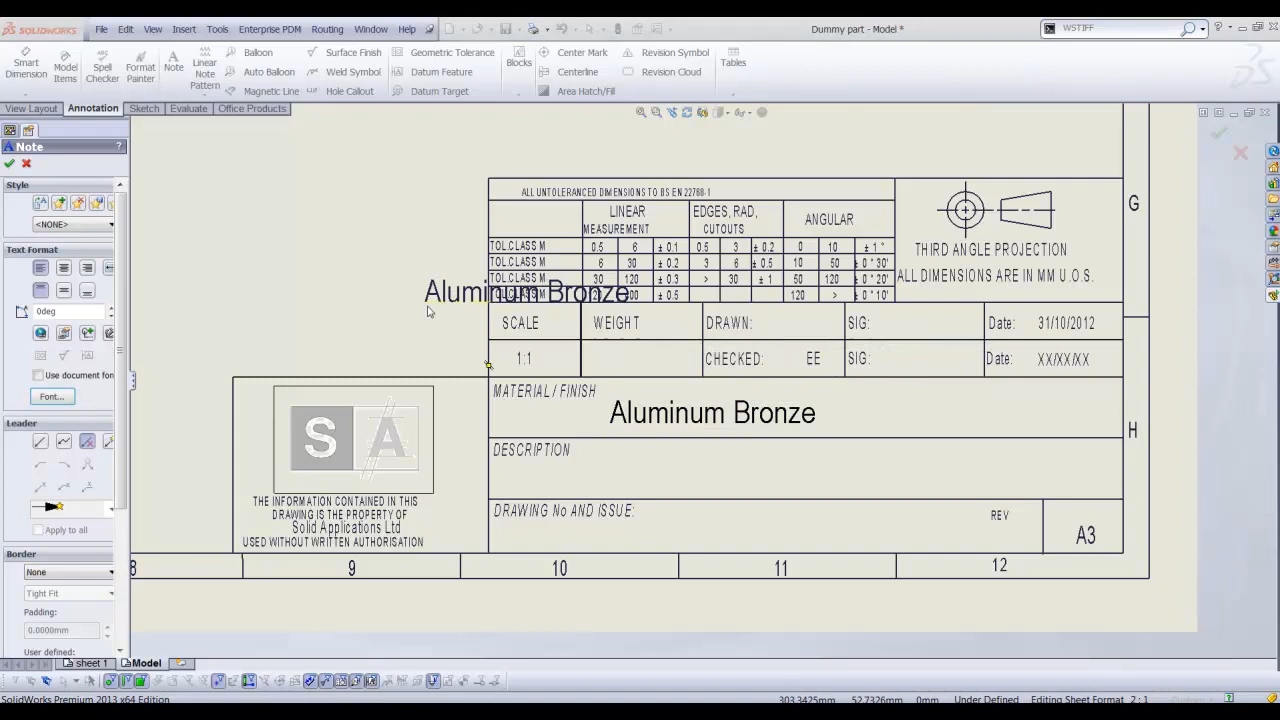 SOLIDWORKS File Edit View Insert Tools Enterprise PDM Routing Window Help Dummy part - Model * WSTIFF
Smart Dimension
Model Items
Spell Checker
Format Painter
Note
Linear Note Pattern
Balloon
Auto Balloon
Magnetic Line
Surface Finish
Weld Symbol
Hole Callout
Geometric Tolerance
Datum Feature
Datum Target
Blocks
Center Mark
Centerline
Area Hatch/Fill
Revision Symbol
Revision Cloud
Tables
View Layout Annotation Sketch Evaluate Office Products
Note ?
Style
<NONE>
Text Format
0deg
Use document fon
Font...
Leader
Apply to all
Border
None
Tight Fit
Padding:
0.0000mm
User defined:
ALL UNTOLERANCED DIMENSIONS TO BS EN 22768-1
LINEAR MEASUREMENT
EDGES, RAD, CUTOUTS
ANGULAR
TOL.CLASS M 0.5 6 ± 0.1 0.5 3 ± 0.2 0 10 ± 1 °
TOL.CLASS M 6 30 ± 0.2 3 6 ± 0.5 10 50 ± 0 ° 30'
TOL.CLASS M 30 120 ± 0.3 > 30 ± 1 50 120 ± 0 ° 20'
± 0.5 120 > ± 0 ° 10'
Aluminum Bronze
THIRD ANGLE PROJECTION
ALL DIMENSIONS ARE IN MM U.O.S.
G
SCALE WEIGHT DRAWN: SIG: Date: 31/10/2012
1:1 CHECKED: EE SIG: Date: XX/XX/XX
MATERIAL / FINISH
Aluminum Bronze
H
DESCRIPTION
DRAWING No AND ISSUE:
REV
A3
SA
THE INFORMATION CONTAINED IN THIS
DRAWING IS THE PROPERTY OF
Solid Applications Ltd
USED WITHOUT WRITTEN AUTHORISATION
8 9 10 11 12
sheet 1 Model
SolidWorks Premium 2013 x64 Edition 303.3425mm 52.7326mm 0mm Under Defined Editing Sheet Format 2 : 1